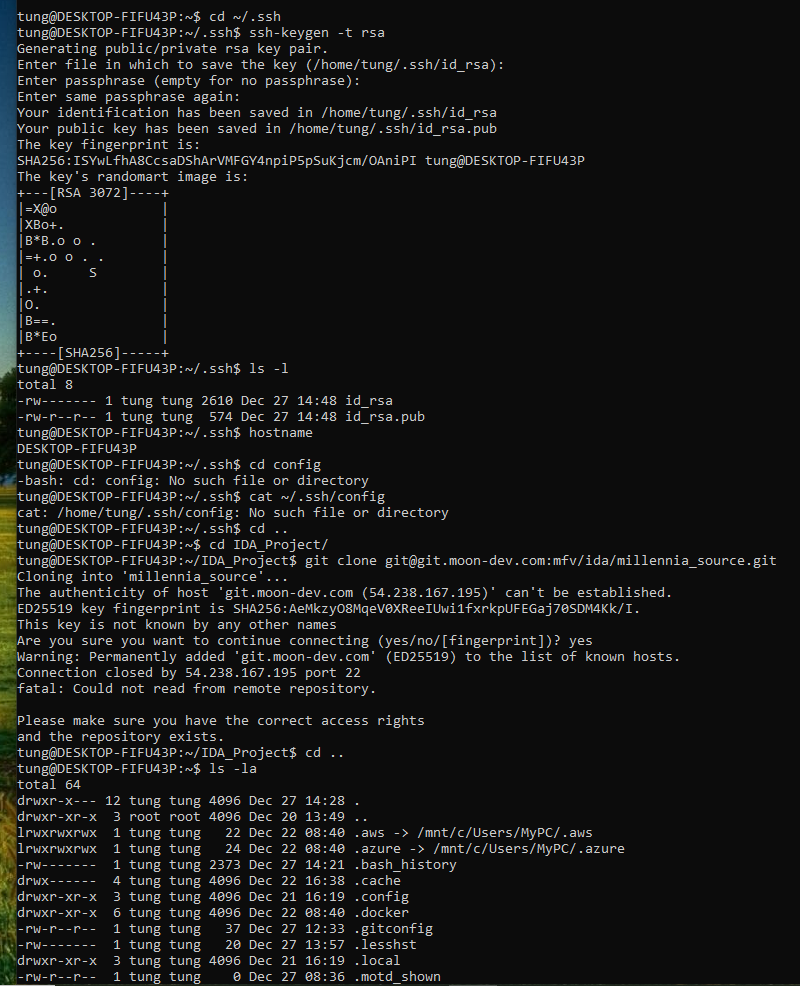 tung@DESKTOP-FIFU43P:~$ cd ~/.ssh
tung@DESKTOP-FIFU43P:~/.ssh$ ssh-keygen -t rsa
Generating public/private rsa key pair.
Enter file in which to save the key (/home/tung/.ssh/id_rsa):
Enter passphrase (empty for no passphrase):
Enter same passphrase again:
Your identification has been saved in /home/tung/.ssh/id_rsa
Your public key has been saved in /home/tung/.ssh/id_rsa.pub
The key fingerprint is:
SHA256:ISYwLfhA8CcsaDShArVMFGY4npiP5pSuKjcm/OAniPI tung@DESKTOP-FIFU43P
The key's randomart image is:
+---[RSA 3072]----+
|=X@o             |
|XBo+.            |
|B*B.o o .        |
|=+.o o . .       |
| o.     S        |
|.+.              |
|O.               |
|B==.             |
|B*Eo             |
+----[SHA256]-----+
tung@DESKTOP-FIFU43P:~/.ssh$ ls -l
total 8
-rw------- 1 tung tung 2610 Dec 27 14:48 id_rsa
-rw-r--r-- 1 tung tung  574 Dec 27 14:48 id_rsa.pub
tung@DESKTOP-FIFU43P:~/.ssh$ hostname
DESKTOP-FIFU43P
tung@DESKTOP-FIFU43P:~/.ssh$ cd config
-bash: cd: config: No such file or directory
tung@DESKTOP-FIFU43P:~/.ssh$ cat ~/.ssh/config
cat: /home/tung/.ssh/config: No such file or directory
tung@DESKTOP-FIFU43P:~/.ssh$ cd ..
tung@DESKTOP-FIFU43P:~$ cd IDA_Project/
tung@DESKTOP-FIFU43P:~/IDA_Project$ git clone git@git.moon-dev.com:mfv/ida/millennia_source.git
Cloning into 'millennia_source'...
The authenticity of host 'git.moon-dev.com (54.238.167.195)' can't be established.
ED25519 key fingerprint is SHA256:AeMkzyO8MqeV0XReeIUwi1fxrkpUFEGaj70SDM4Kk/I.
This key is not known by any other names
Are you sure you want to continue connecting (yes/no/[fingerprint])? yes
Warning: Permanently added 'git.moon-dev.com' (ED25519) to the list of known hosts.
Connection closed by 54.238.167.195 port 22
fatal: Could not read from remote repository.

Please make sure you have the correct access rights
and the repository exists.
tung@DESKTOP-FIFU43P:~/IDA_Project$ cd ..
tung@DESKTOP-FIFU43P:~$ ls -la
total 64
drwxr-x--- 12 tung tung 4096 Dec 27 14:28 .
drwxr-xr-x  3 root root 4096 Dec 20 13:49 ..
lrwxrwxrwx  1 tung tung   22 Dec 22 08:40 .aws -> /mnt/c/Users/MyPC/.aws
lrwxrwxrwx  1 tung tung   24 Dec 22 08:40 .azure -> /mnt/c/Users/MyPC/.azure
-rw-------  1 tung tung 2373 Dec 27 14:21 .bash_history
drwx------  4 tung tung 4096 Dec 22 16:38 .cache
drwxr-xr-x  3 tung tung 4096 Dec 21 16:19 .config
drwxr-xr-x  6 tung tung 4096 Dec 22 08:40 .docker
-rw-r--r--  1 tung tung   37 Dec 27 12:33 .gitconfig
-rw-------  1 tung tung   20 Dec 27 13:57 .lesshst
drwxr-xr-x  3 tung tung 4096 Dec 21 16:19 .local
-rw-r--r--  1 tung tung    0 Dec 27 08:36 .motd_shown